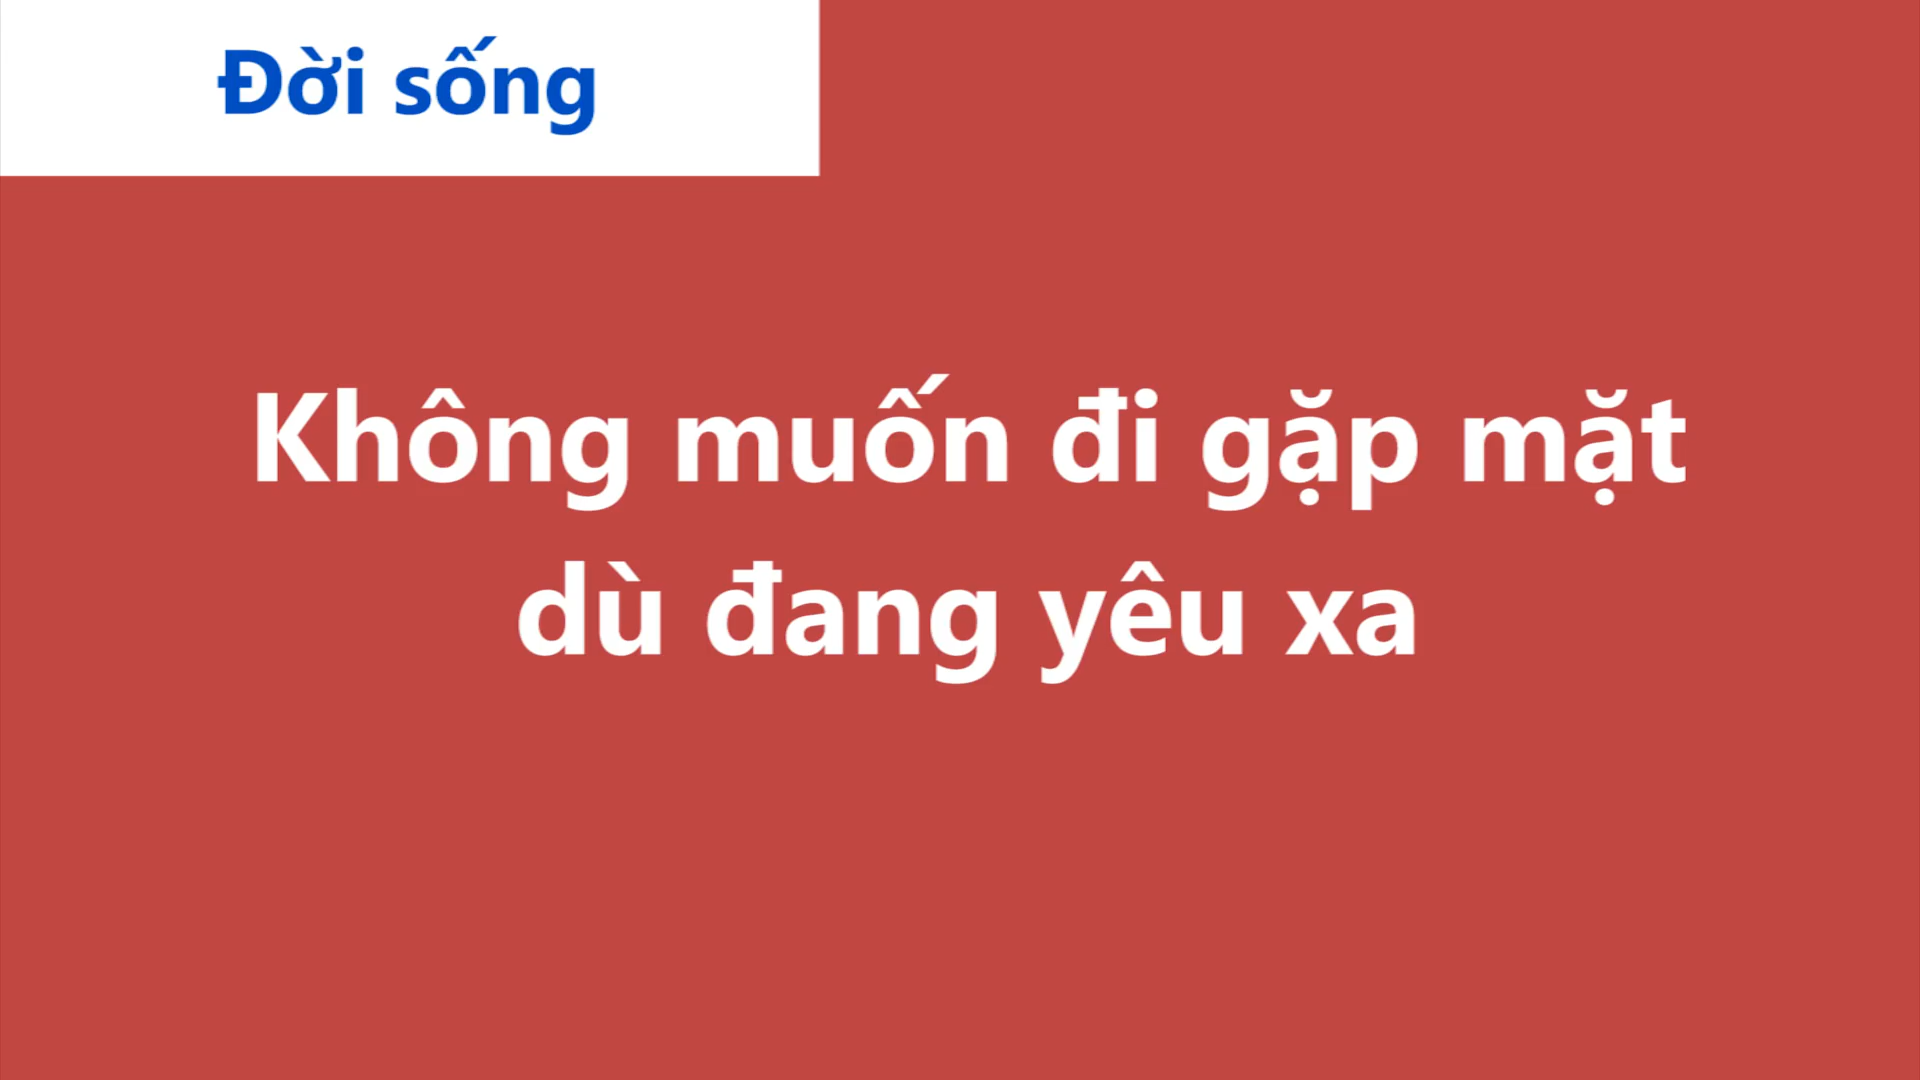 Đời sống
Không muốn đi gặp mặt
dù đang yêu xa